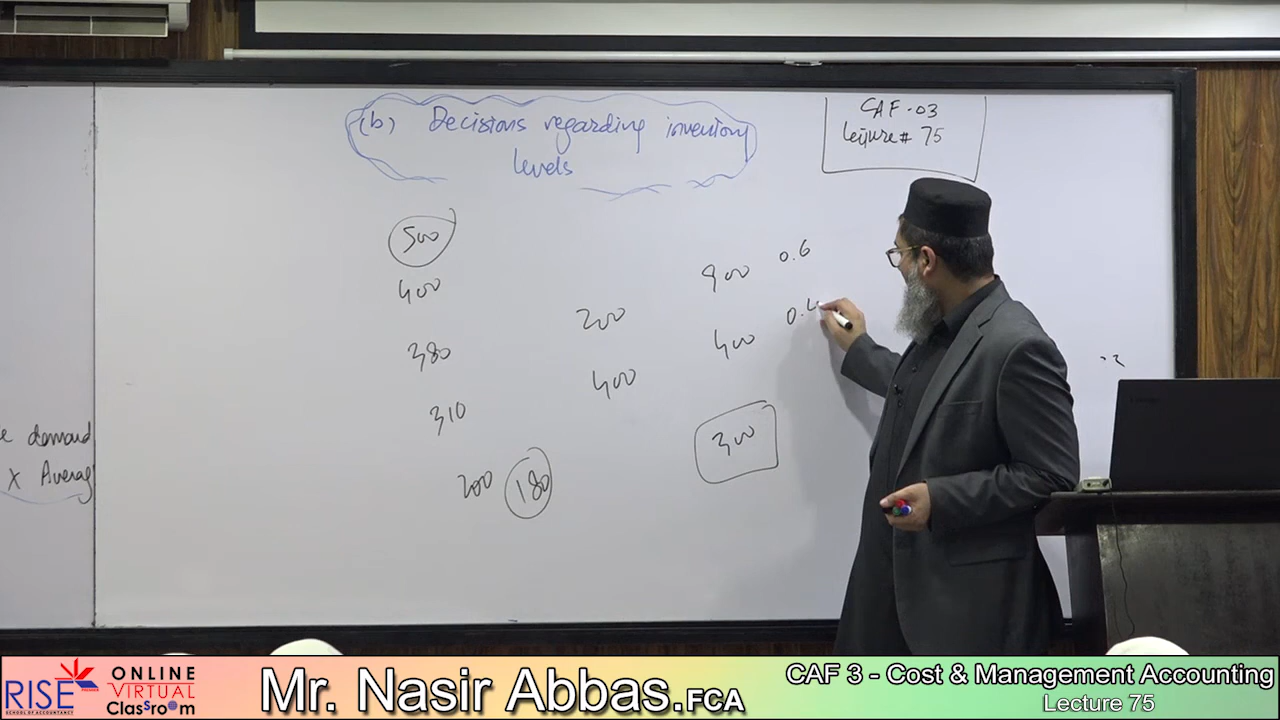 (b) Decisions regarding inventory
levels
CAF-03
Lecture # 75
500
400
380
310
200 180
200
400
900 0.6
400 0.4
300
demand
X Averag
RISE PREMIER
SCHOOL OF ACCOUNTANCY
ONLINE
VIRTUAL
Classroom
Mr. Nasir Abbas.FCA
CAF 3 - Cost & Management Accounting
Lecture 75